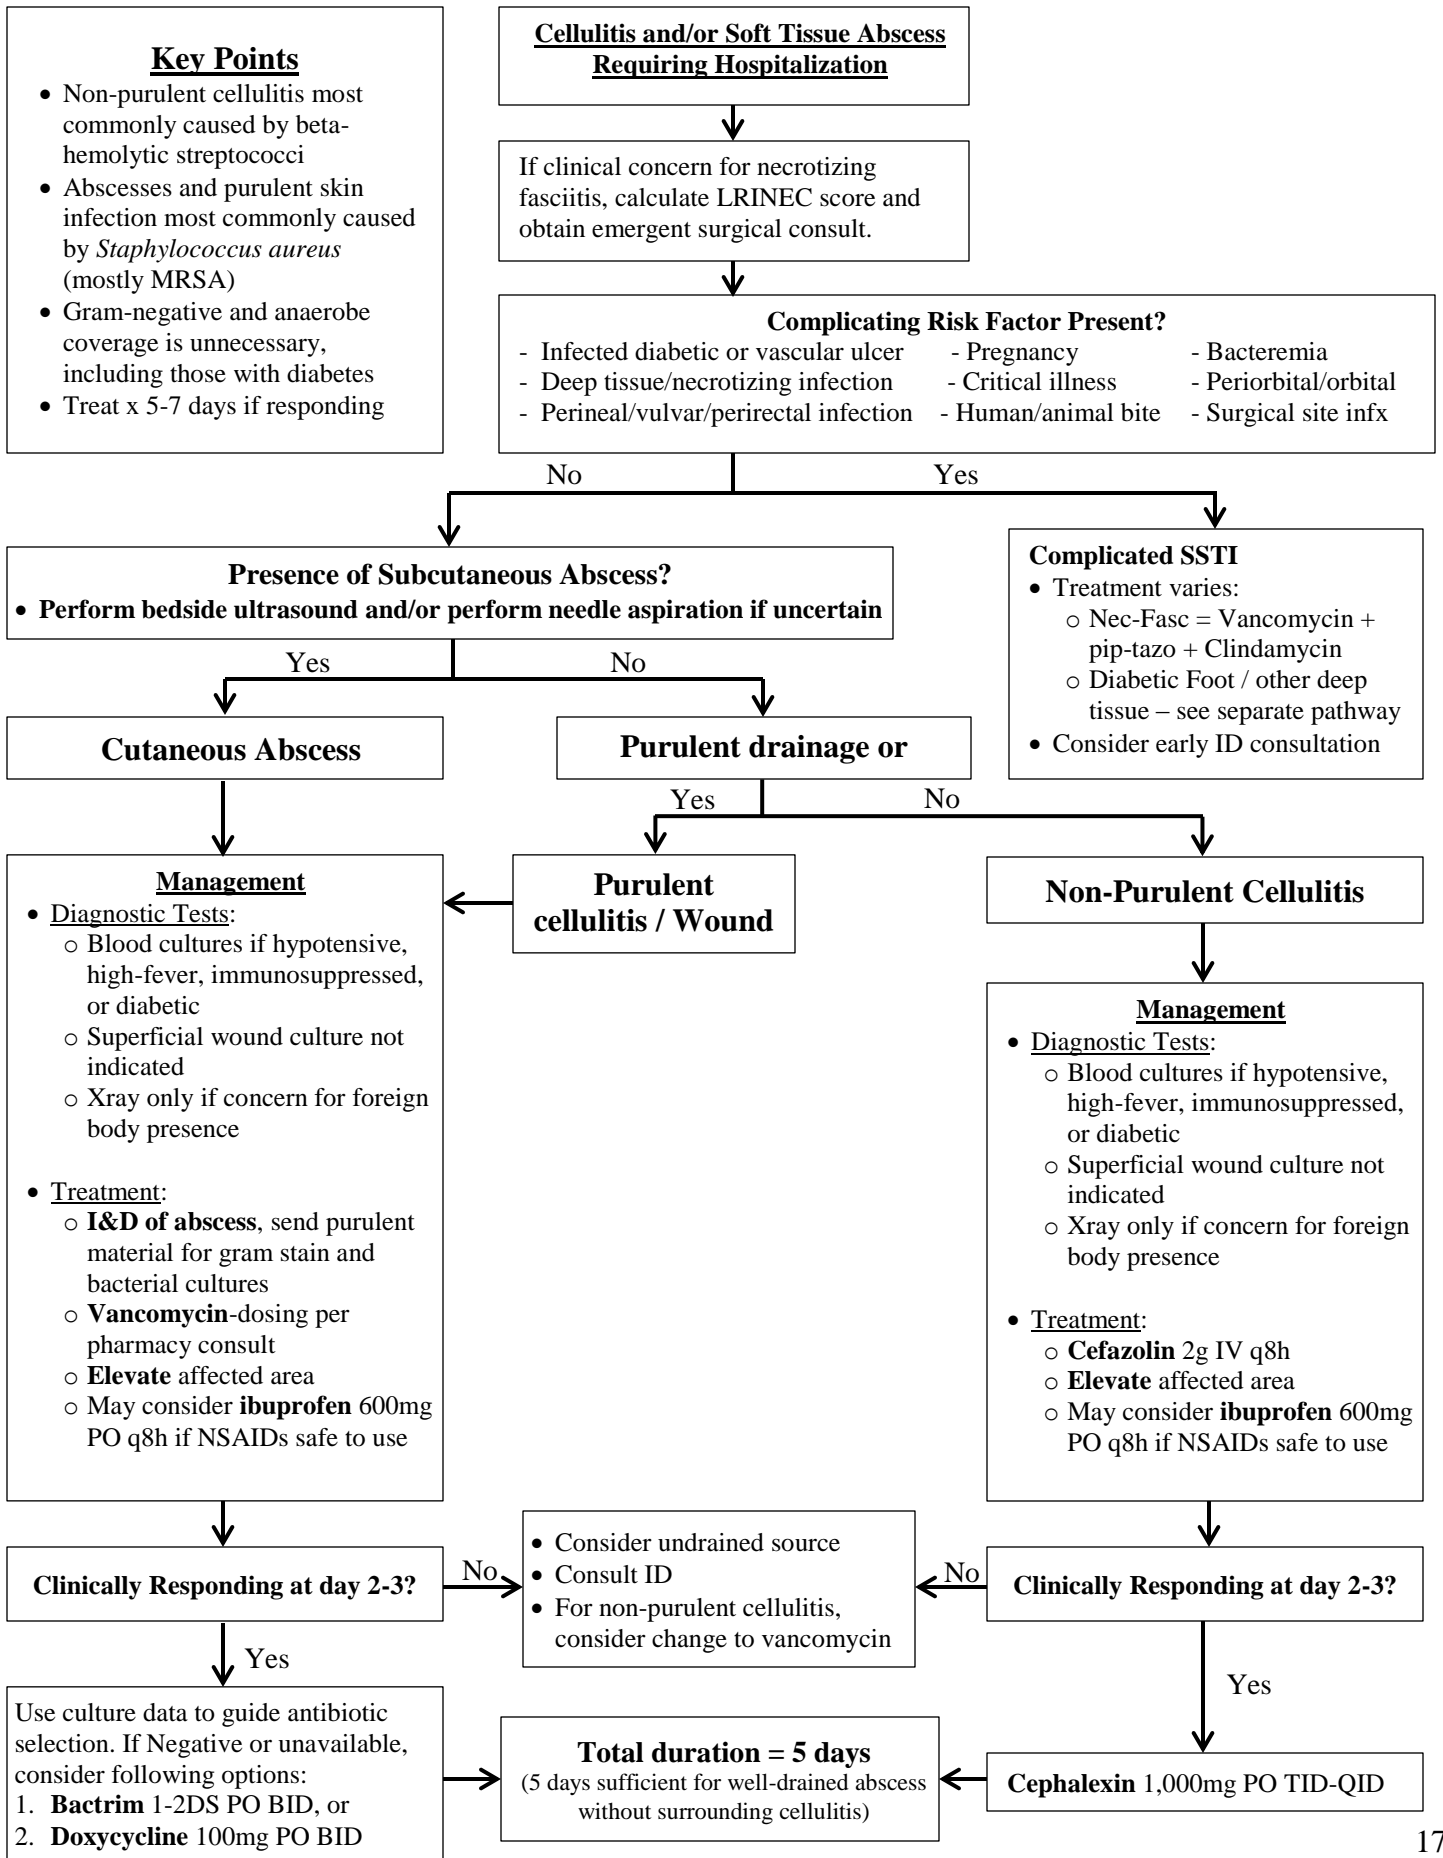 Key Points
• Non-purulent cellulitis most
commonly caused by beta-
hemolytic streptococci
• Abscesses and purulent skin
infection most commonly caused
by Staphylococcus aureus
(mostly MRSA)
• Gram-negative and anaerobe
coverage is unnecessary,
including those with diabetes
• Treat x 5-7 days if responding
Cellulitis and/or Soft Tissue Abscess
Requiring Hospitalization
If clinical concern for necrotizing
fasciitis, calculate LRINEC score and
obtain emergent surgical consult.
Complicating Risk Factor Present?
- Infected diabetic or vascular ulcer - Pregnancy - Bacteremia
- Deep tissue/necrotizing infection - Critical illness - Periorbital/orbital
- Perineal/vulvar/perirectal infection - Human/animal bite - Surgical site infx
No Yes
Presence of Subcutaneous Abscess?
• Perform bedside ultrasound and/or perform needle aspiration if uncertain
Complicated SSTI
• Treatment varies:
o Nec-Fasc = Vancomycin +
pip-tazo + Clindamycin
o Diabetic Foot / other deep
tissue – see separate pathway
• Consider early ID consultation
Yes No
Cutaneous Abscess
Purulent drainage or
Yes No
Purulent
cellulitis / Wound
Non-Purulent Cellulitis
Management
• Diagnostic Tests:
o Blood cultures if hypotensive,
high-fever, immunosuppressed,
or diabetic
o Superficial wound culture not
indicated
o Xray only if concern for foreign
body presence
• Treatment:
o I&D of abscess, send purulent
material for gram stain and
bacterial cultures
o Vancomycin-dosing per
pharmacy consult
o Elevate affected area
o May consider ibuprofen 600mg
PO q8h if NSAIDs safe to use
Management
• Diagnostic Tests:
o Blood cultures if hypotensive,
high-fever, immunosuppressed,
or diabetic
o Superficial wound culture not
indicated
o Xray only if concern for foreign
body presence
• Treatment:
o Cefazolin 2g IV q8h
o Elevate affected area
o May consider ibuprofen 600mg
PO q8h if NSAIDs safe to use
Clinically Responding at day 2-3?
No
• Consider undrained source
• Consult ID
• For non-purulent cellulitis,
consider change to vancomycin
No
Clinically Responding at day 2-3?
Yes
Yes
Use culture data to guide antibiotic
selection. If Negative or unavailable,
consider following options:
1. Bactrim 1-2DS PO BID, or
2. Doxycycline 100mg PO BID
Total duration = 5 days
(5 days sufficient for well-drained abscess
without surrounding cellulitis)
Cephalexin 1,000mg PO TID-QID
17